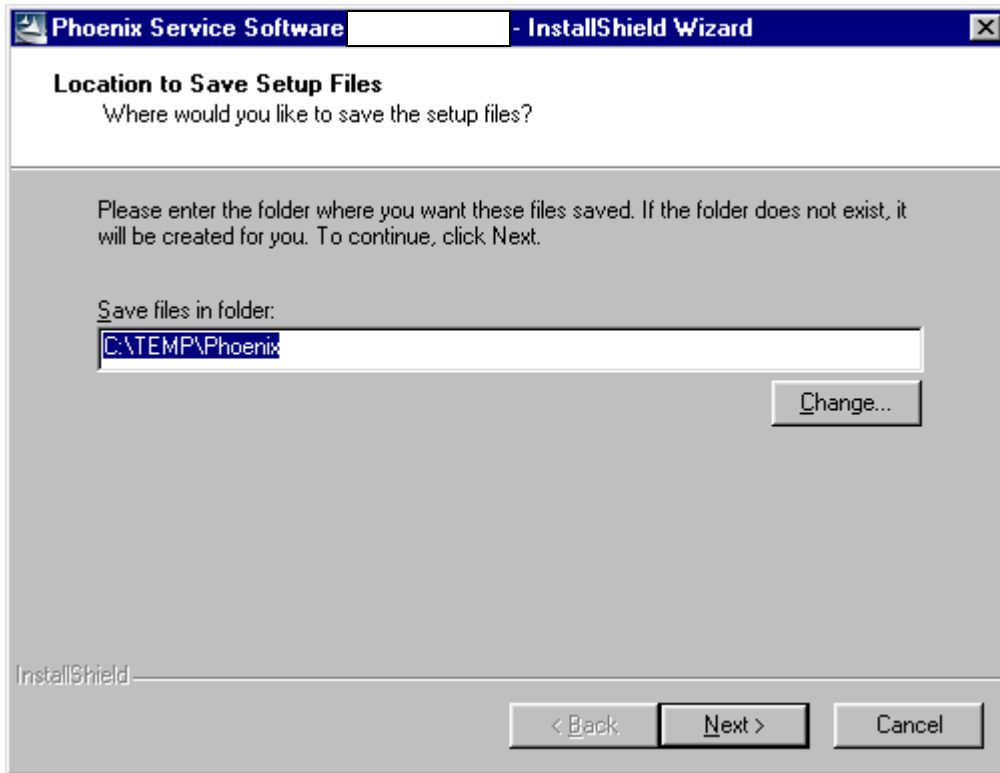 Phoenix Service Software - InstallShield Wizard
Location to Save Setup Files
Where would you like to save the setup files?
Please enter the folder where you want these files saved. If the folder does not exist, it
will be created for you. To continue, click Next.
Save files in folder:
C:\TEMP\Phoenix
Change...
InstallShield
< Back Next > Cancel